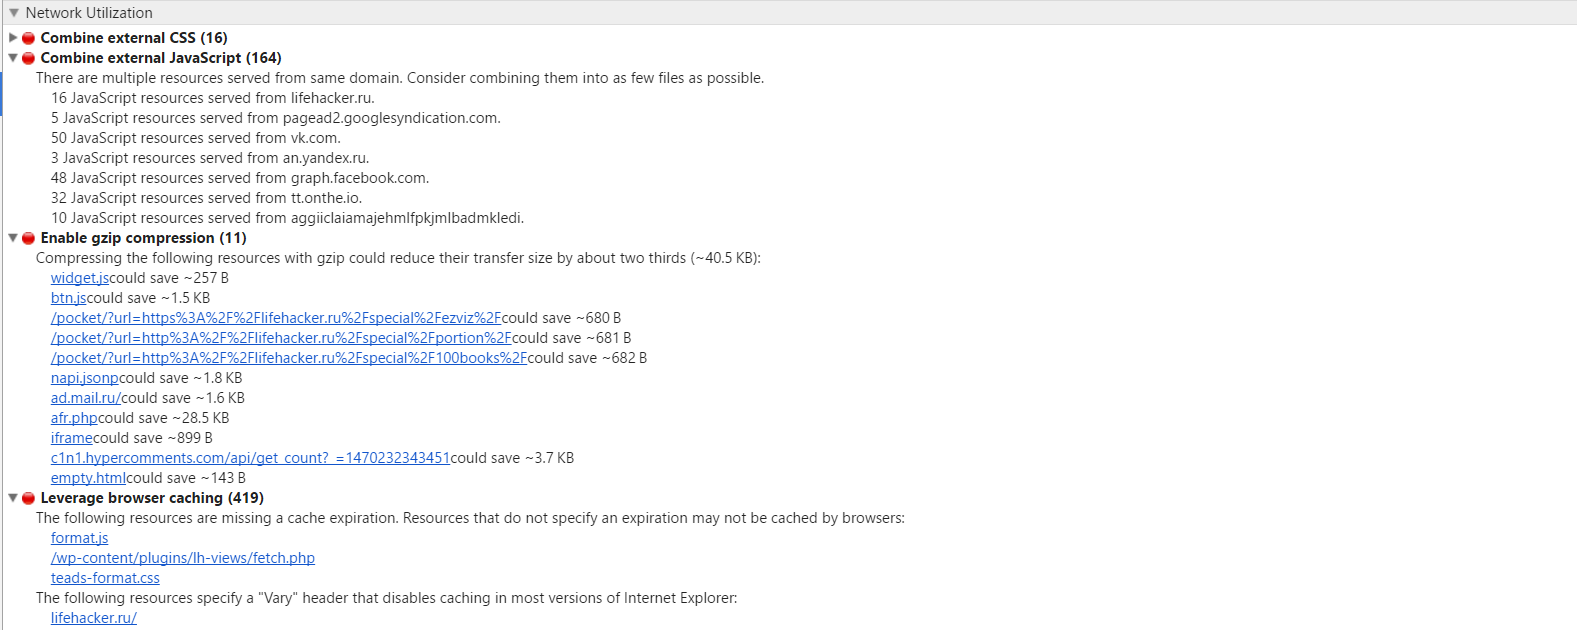 Network Utilization
Combine external CSS (16)
Combine external JavaScript (164)
There are multiple resources served from same domain. Consider combining them into as few files as possible.
16 JavaScript resources served from lifehacker.ru.
5 JavaScript resources served from pagead2.googlesyndication.com.
50 JavaScript resources served from vk.com.
3 JavaScript resources served from an.yandex.ru.
48 JavaScript resources served from graph.facebook.com.
32 JavaScript resources served from tt.onthe.io.
10 JavaScript resources served from aggiiclaiamajehmlfpkjmlbadmkledi.
Enable gzip compression (11)
Compressing the following resources with gzip could reduce their transfer size by about two thirds (~40.5 KB):
widget.jscould save ~257 B
btn.jscould save ~1.5 KB
/pocket/?url=https%3A%2F%2Flifehacker.ru%2Fspecial%2Fezviz%2Fcould save ~680 B
/pocket/?url=http%3A%2F%2Flifehacker.ru%2Fspecial%2Fportion%2Fcould save ~681 B
/pocket/?url=http%3A%2F%2Flifehacker.ru%2Fspecial%2F100books%2Fcould save ~682 B
napi.jsonpcould save ~1.8 KB
ad.mail.ru/could save ~1.6 KB
afr.phpcould save ~28.5 KB
iframecould save ~899 B
c1n1.hypercomments.com/api/get_count?_=1470232343451could save ~3.7 KB
empty.htmlcould save ~143 B
Leverage browser caching (419)
The following resources are missing a cache expiration. Resources that do not specify an expiration may not be cached by browsers:
format.js
/wp-content/plugins/lh-views/fetch.php
teads-format.css
The following resources specify a "Vary" header that disables caching in most versions of Internet Explorer:
lifehacker.ru/